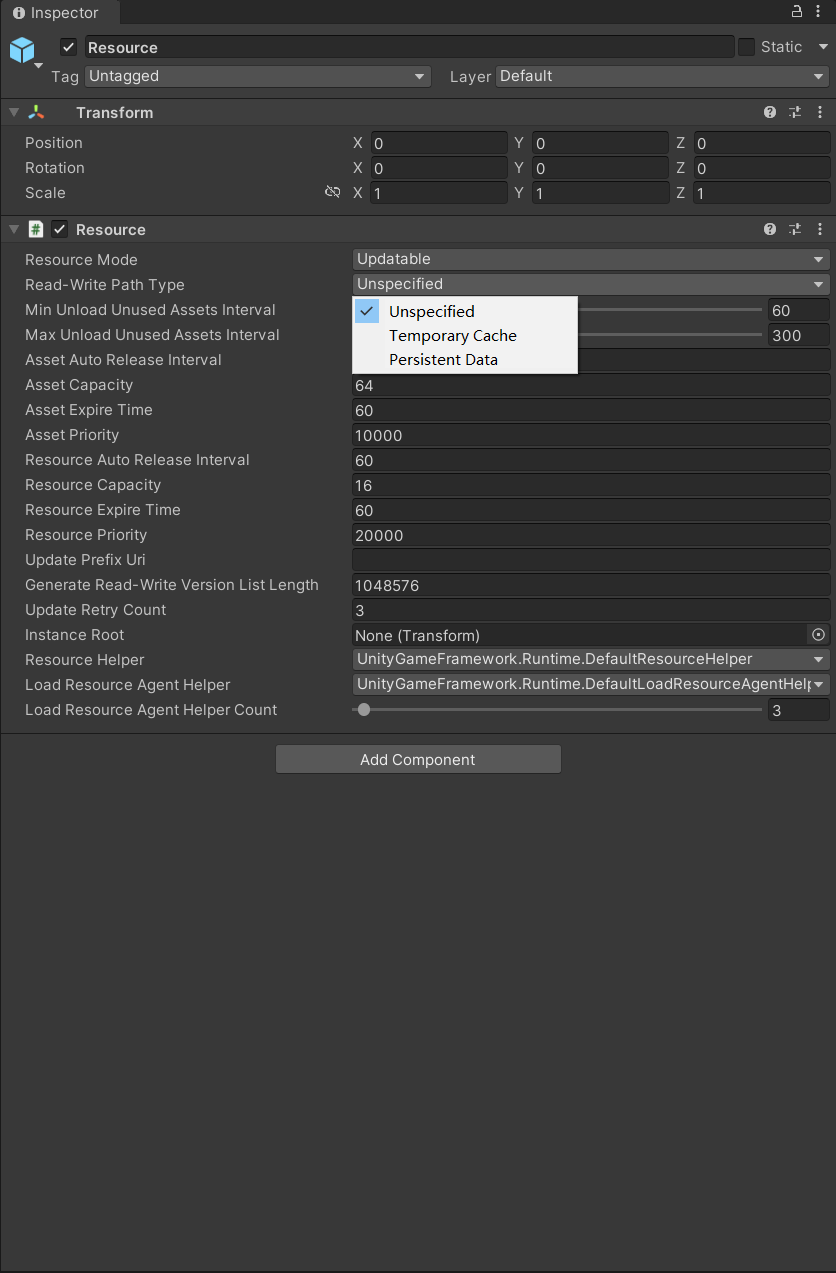 Inspector
Resource Static
Tag Untagged Layer Default
Transform
Position X 0 Y 0 Z 0
Rotation X 0 Y 0 Z 0
Scale X 1 Y 1 Z 1
# Resource
Resource Mode Updatable
Read-Write Path Type Unspecified
Min Unload Unused Assets Interval 60
Unspecified
Max Unload Unused Assets Interval 300
Temporary Cache
Asset Auto Release Interval
Persistent Data
Asset Capacity 64
Asset Expire Time 60
Asset Priority 10000
Resource Auto Release Interval 60
Resource Capacity 16
Resource Expire Time 60
Resource Priority 20000
Update Prefix Uri
Generate Read-Write Version List Length 1048576
Update Retry Count 3
Instance Root None (Transform)
Resource Helper UnityGameFramework.Runtime.DefaultResourceHelper
Load Resource Agent Helper UnityGameFramework.Runtime.DefaultLoadResourceAgentHelp
Load Resource Agent Helper Count 3
Add Component